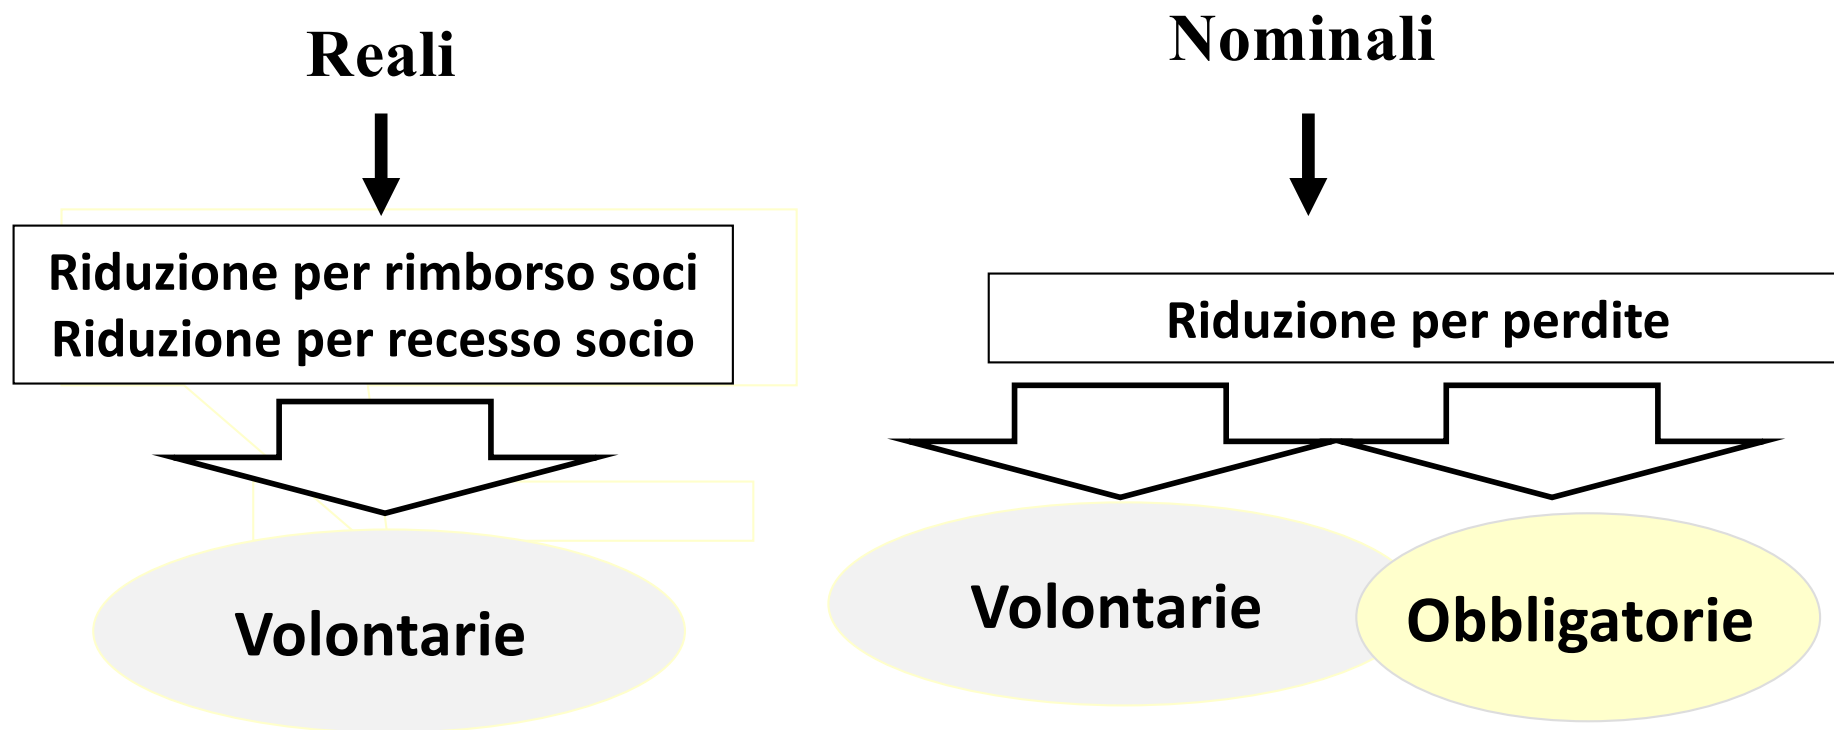 Reali
Nominali
Riduzione per rimborso soci
Riduzione per recesso socio
Riduzione per perdite
Volontarie
Volontarie
Obbligatorie